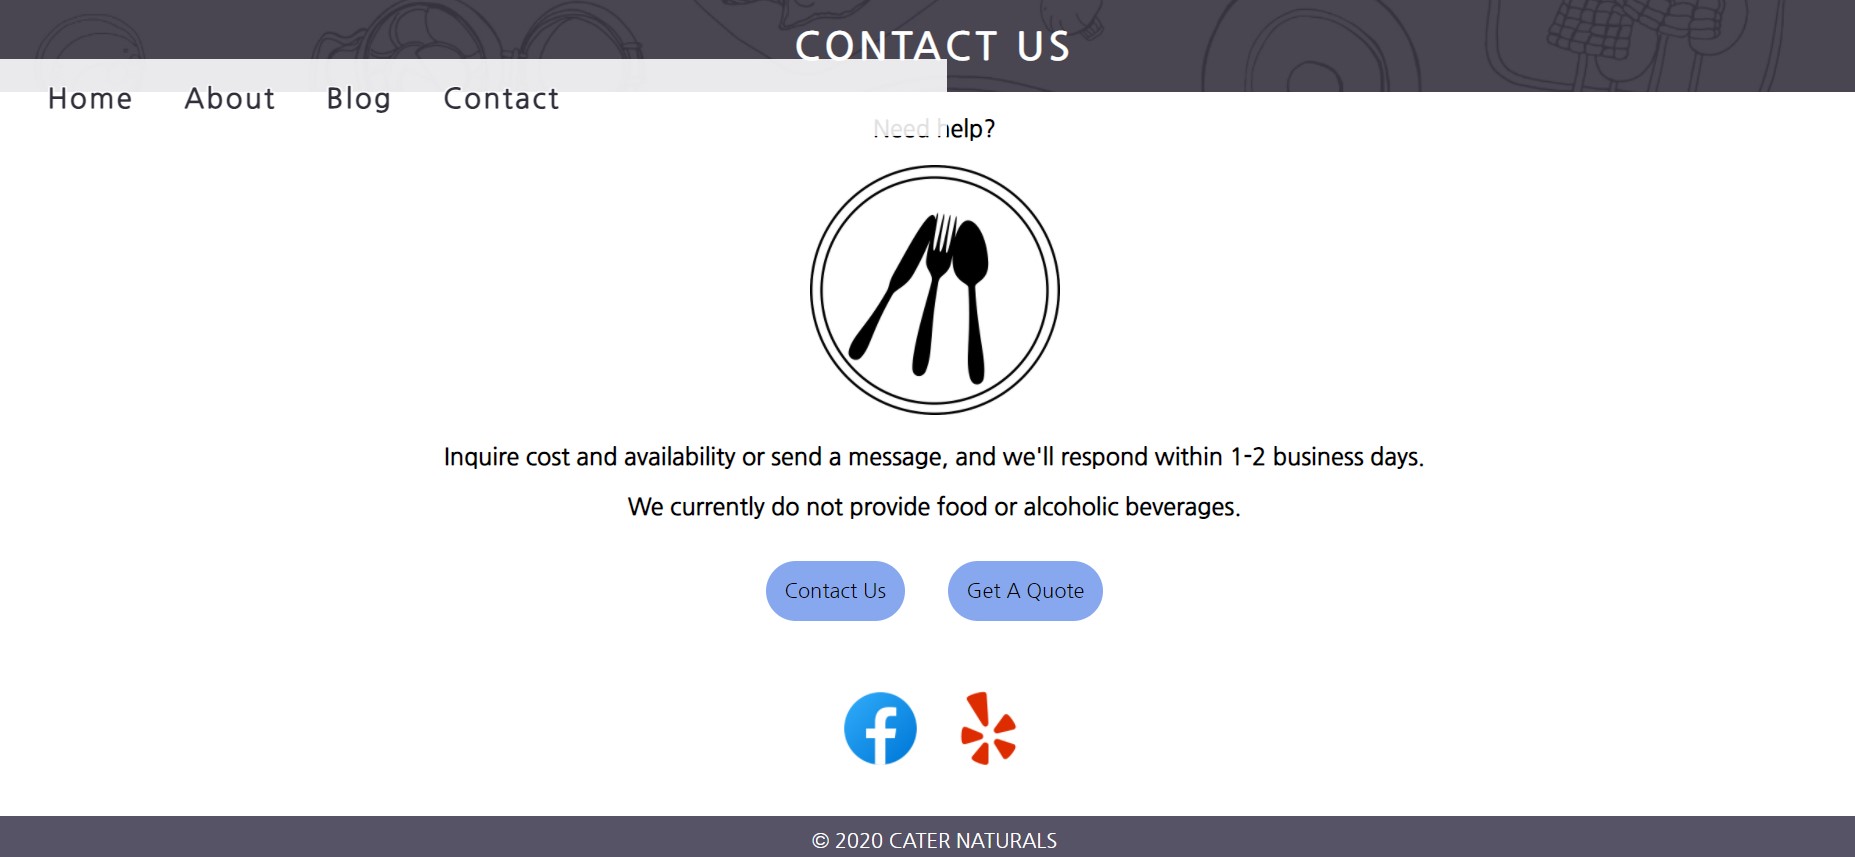 CONTACT US
Home About Blog Contact
Need help?
Inquire cost and availability or send a message, and we'll respond within 1-2 business days.
We currently do not provide food or alcoholic beverages.
Contact Us Get A Quote
© 2020 CATER NATURALS